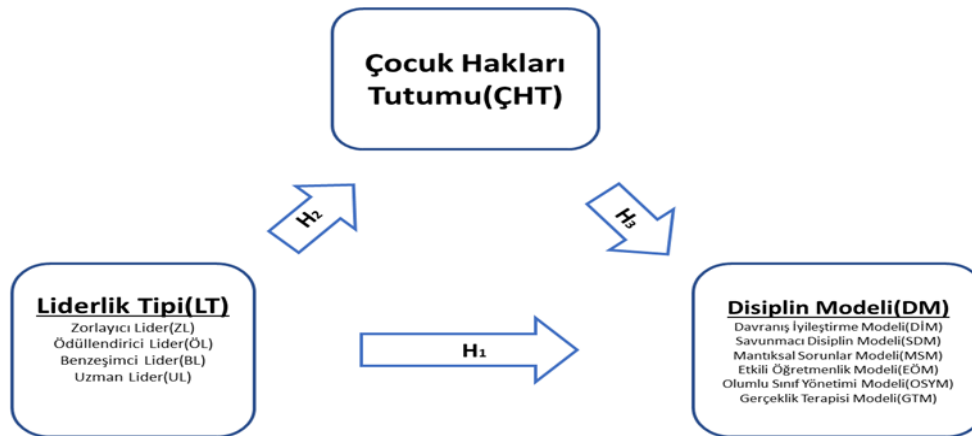 Çocuk Hakları
Tutumu(ÇHT)
H₂
H₃
Liderlik Tipi(LT)
Zorlayıcı Lider(ZL)
Ödüllendirici Lider(ÖL)
Benzeşimci Lider(BL)
Uzman Lider(UL)
H₁
Disiplin Modeli(DM)
Davranış İyileştirme Modeli(DİM)
Savunmacı Disiplin Modeli(SDM)
Mantıksal Sorunlar Modeli(MSM)
Etkili Öğretmenlik Modeli(EÖM)
Olumlu Sınıf Yönetimi Modeli(OSYM)
Gerçeklik Terapisi Modeli(GTM)